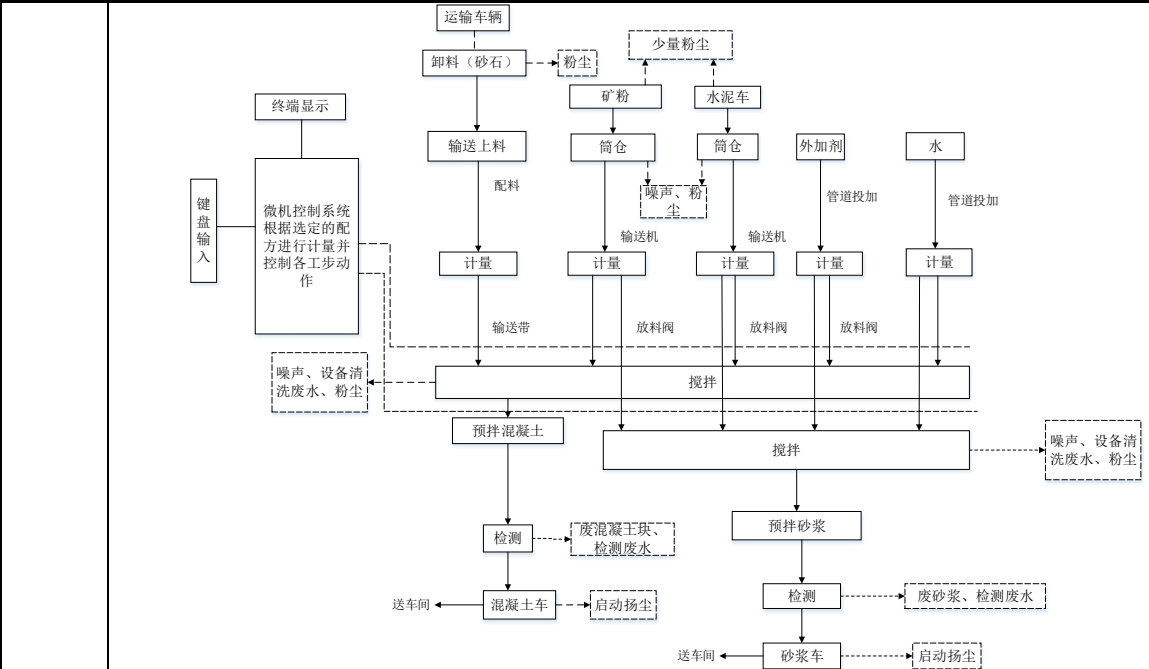 运输车辆
少量粉尘
卸料（砂石）
粉尘
矿粉
水泥车
终端显示
输送上料
筒仓
筒仓
外加剂
水
键
盘
输
入
微机控制系统
根据选定的配
方进行计量并
控制各工步动
作
配料
噪声、粉
尘
管道投加
管道投加
输送机
输送机
计量
计量
计量
计量
计量
输送带
放料阀
放料阀
放料阀
噪声、设备清
洗废水、粉尘
搅拌
预拌混凝土
搅拌
噪声、设备清
洗废水、粉尘
预拌砂浆
检测
废混凝土块、
检测废水
送车间
混凝土车
启动扬尘
检测
废砂浆、检测废水
送车间
砂浆车
启动扬尘